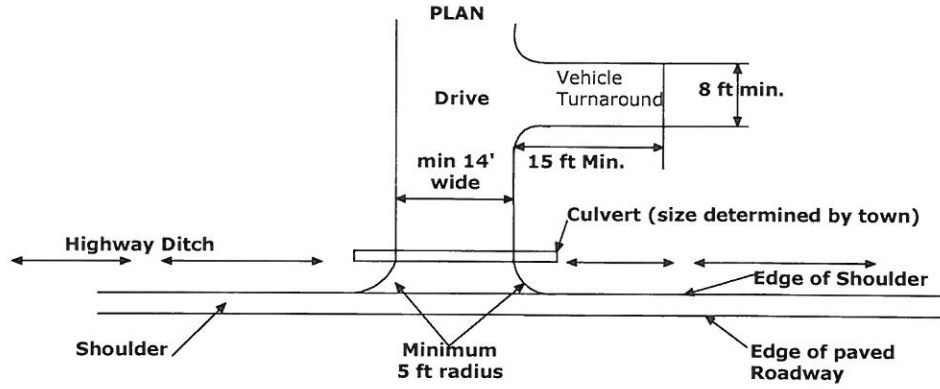 PLAN
Vehicle
Turnaround
8 ft min.
Drive
15 ft Min.
min 14'
wide
Culvert (size determined by town)
Highway Ditch
Edge of Shoulder
Shoulder
Minimum
5 ft radius
Edge of paved
Roadway